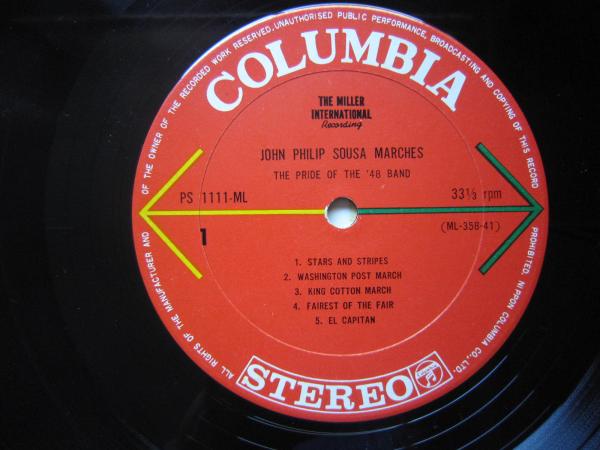 ALL RIGHTS OF THE MANUFACTURER AND OF THE OWNER OF THE RECORDED WORK RESERVED. UNAUTHORISED PUBLIC PERFORMANCE, BROADCASTING AND COPYING OF THIS RECORD PROHIBITED. NIPPON COLUMBIA CO., LTD.
COLUMBIA
THE MILLER
INTERNATIONAL
Recording
JOHN PHILIP SOUSA MARCHES
THE PRIDE OF THE '48 BAND
PS 1111-ML 33⅓ rpm
1 (ML-358-41)
1. STARS AND STRIPES
2. WASHINGTON POST MARCH
3. KING COTTON MARCH
4. FAIREST OF THE FAIR
5. EL CAPITAN
STEREO